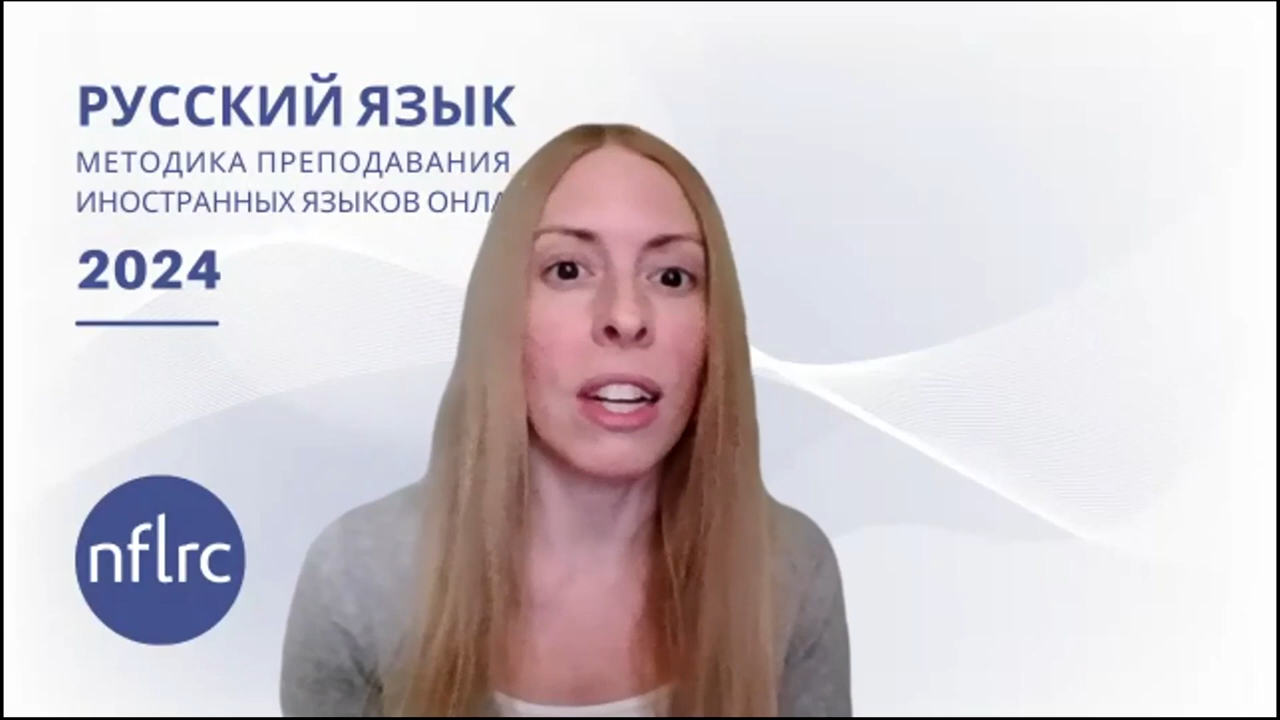 РУССКИЙ ЯЗЫК
МЕТОДИКА ПРЕПОДАВАНИЯ
ИНОСТРАННЫХ ЯЗЫКОВ
2024
nflrc